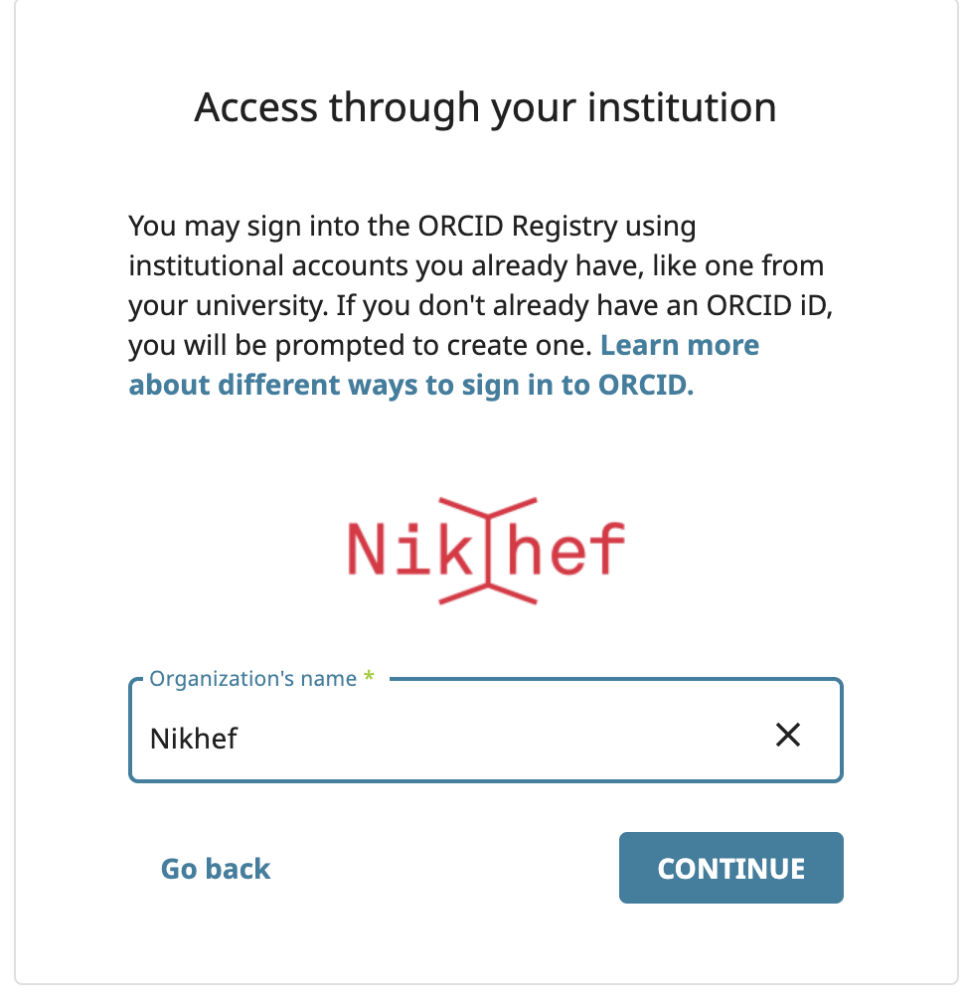 Access through your institution
You may sign into the ORCID Registry using
institutional accounts you already have, like one from
your university. If you don't already have an ORCID iD,
you will be prompted to create one. Learn more
about different ways to sign in to ORCID.
Nikhef
Organization's name *
Nikhef
Go back
CONTINUE